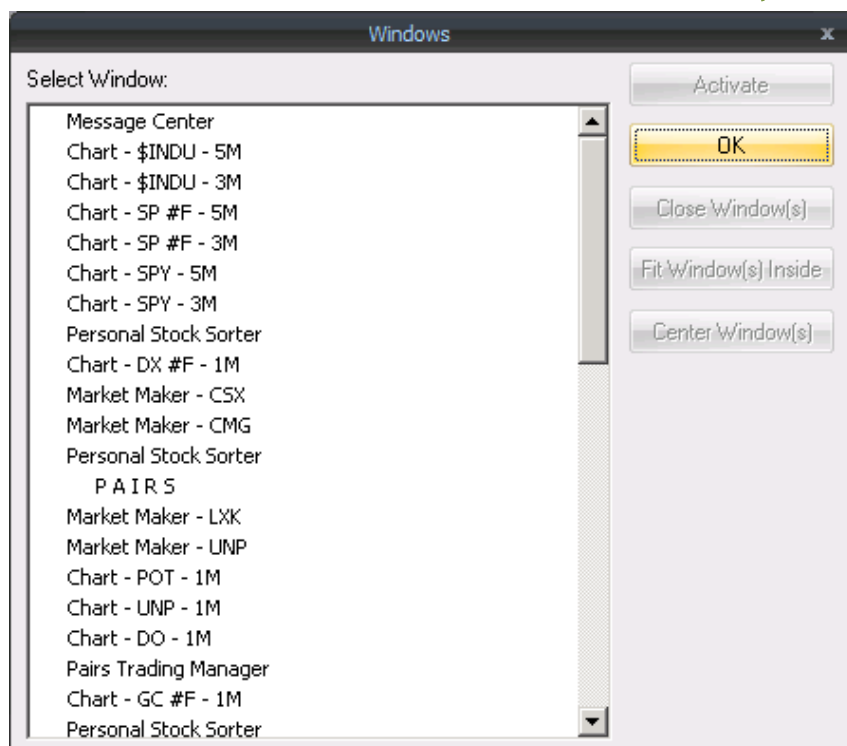 Windows
x
Select Window:
Message Center
Chart - $INDU - 5M
Chart - $INDU - 3M
Chart - SP #F - 5M
Chart - SP #F - 3M
Chart - SPY - 5M
Chart - SPY - 3M
Personal Stock Sorter
Chart - DX #F - 1M
Market Maker - CSX
Market Maker - CMG
Personal Stock Sorter
P A I R S
Market Maker - LXK
Market Maker - UNP
Chart - POT - 1M
Chart - UNP - 1M
Chart - DO - 1M
Pairs Trading Manager
Chart - GC #F - 1M
Personal Stock Sorter
Activate
OK
Close Window(s)
Fit Window(s) Inside
Center Window(s)